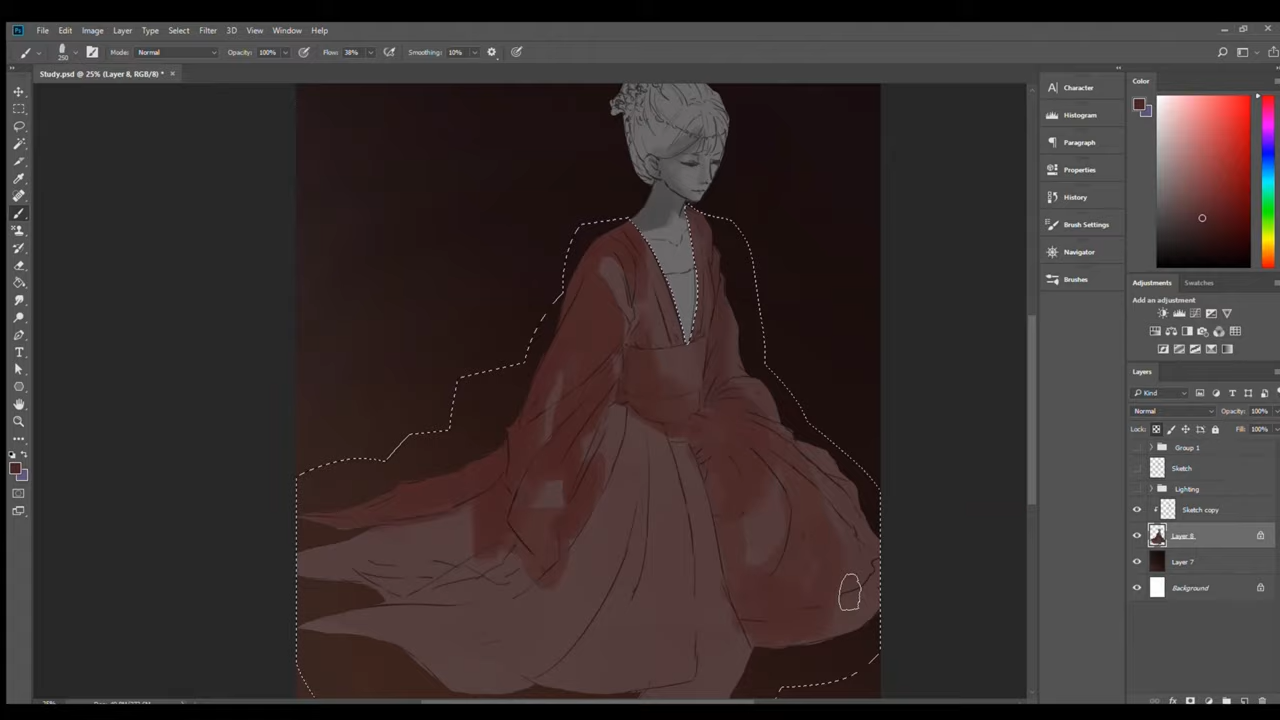 Ps File Edit Image Layer Type Select Filter 3D View Window Help
250 Mode: Normal Opacity: 100% Flow: 38% Smoothing: 10%
Study.psd @ 25% (Layer 8, RGB/8) *
Color
A Character
Histogram
Paragraph
Properties
History
Brush Settings
Navigator
Brushes
Adjustments Swatches
Add an adjustment
Layers
Kind
Normal Opacity: 100%
Lock: Fill: 100%
Group 1
Sketch
Lighting
Sketch copy
Layer 8
Layer 7
Background